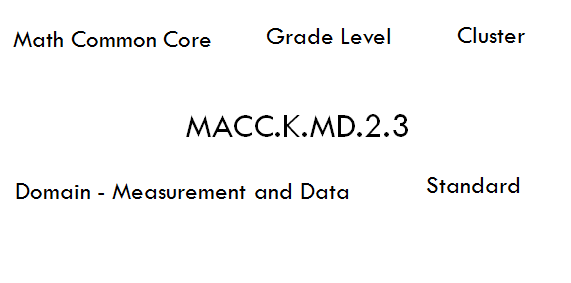 Math Common Core Grade Level Cluster
MACC.K.MD.2.3
Domain - Measurement and Data Standard